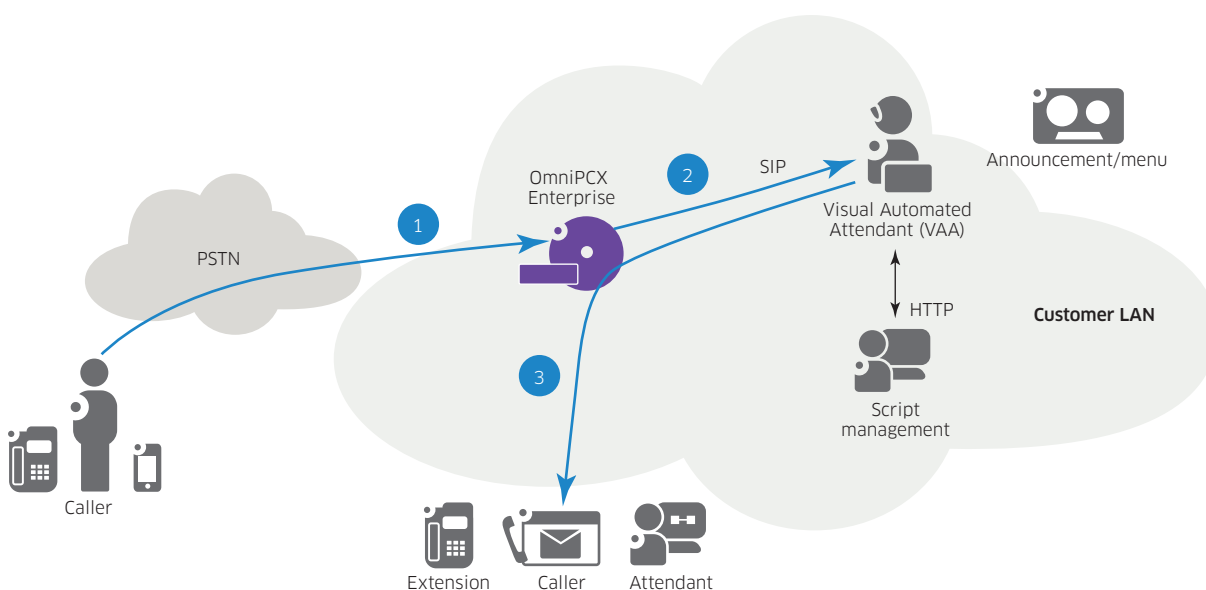 OmniPCX
Enterprise
2
SIP
Announcement/menu
Visual Automated
Attendant (VAA)
1
PSTN
HTTP
Customer LAN
3
Script
management
Caller
Extension
Caller
Attendant